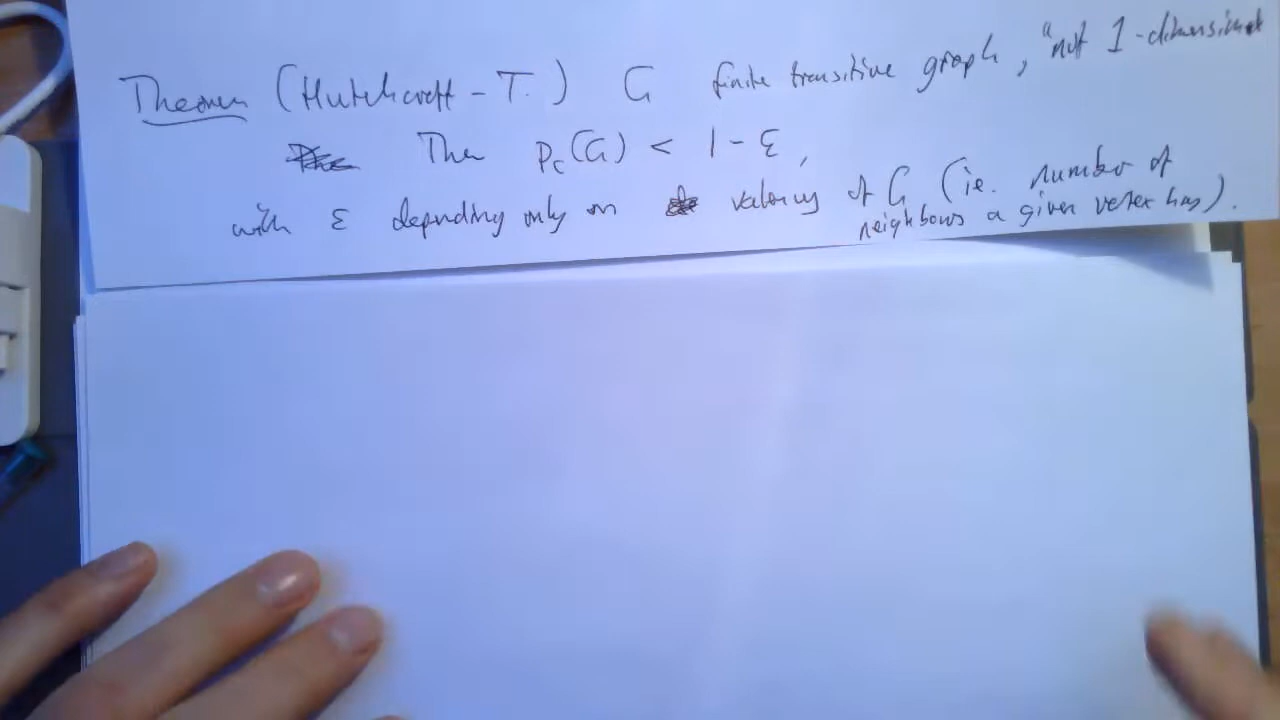 Theorem (Hutchcroft - T.) G finite transitive graph, "not 1-dimensional
Then pc(G) < 1 - ε,
with ε depending only on valency of G (ie. number of
neighbours a given vertex has).